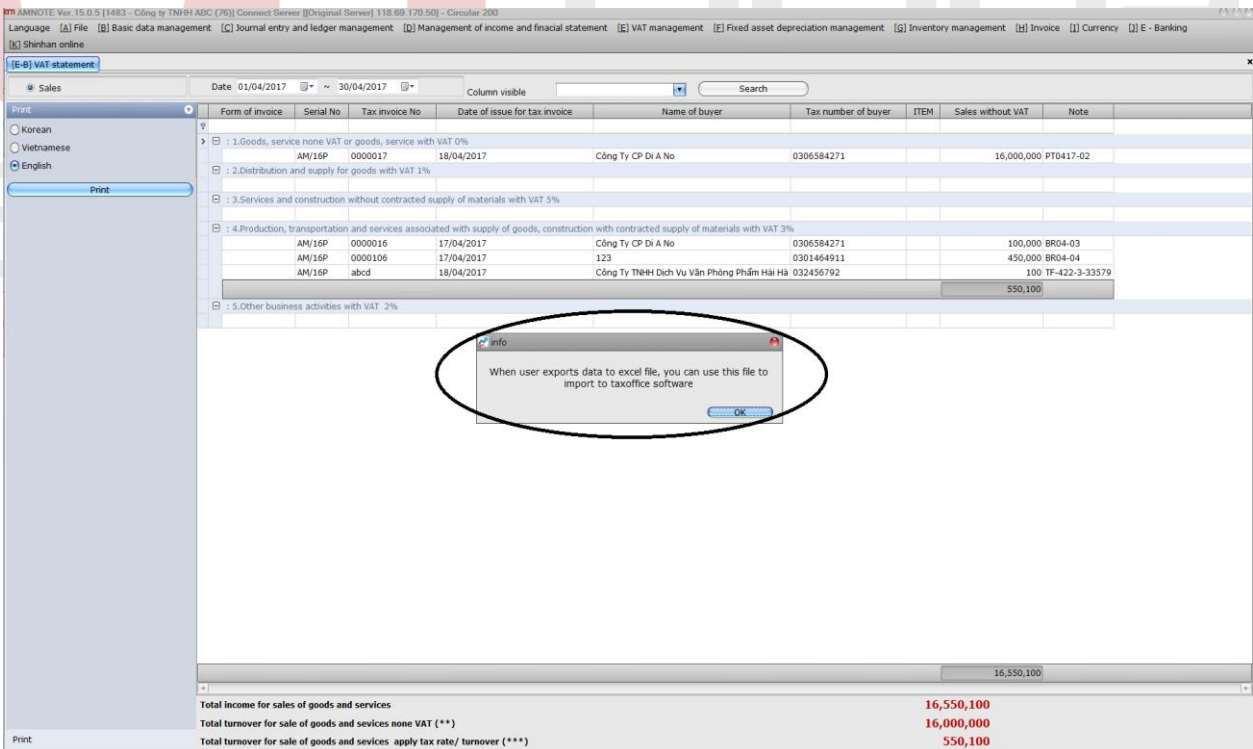 AMNOTE Ver.15.0.5 [1483 - Công ty TNHH ABC (76)] Connect Server [[Original Server] 118.69.170.50] - Circular 200
Language [A] File [B] Basic data management [C] Journal entry and ledger management [D] Management of income and finacial statement [E] VAT management [F] Fixed asset depreciation management [G] Inventory management [H] Invoice [I] Currency [J] E - Banking
[K] Shinhan online
[E-B] VAT statement
Sales Date 01/04/2017 ~ 30/04/2017 Column visible Search
Print
Korean
Vietnamese
English
Print
Form of invoice Serial No Tax invoice No Date of issue for tax invoice Name of buyer Tax number of buyer ITEM Sales without VAT Note
: 1.Goods, service none VAT or goods, service with VAT 0%
AM/16P 0000017 18/04/2017 Công Ty CP Di A No 0306584271 16,000,000 PT0417-02
: 2.Distribution and supply for goods with VAT 1%
: 3.Services and construction without contracted supply of materials with VAT 5%
: 4.Production, transportation and services associated with supply of goods, construction with contracted supply of materials with VAT 3%
AM/16P 0000016 17/04/2017 Công Ty CP Di A No 0306584271 100,000 BR04-03
AM/16P 0000106 17/04/2017 123 0301464911 450,000 BR04-04
AM/16P abcd 18/04/2017 Công Ty TNHH Dịch Vụ Văn Phòng Phẩm Hải Hà 032456792 100 TF-422-3-33579
550,100
: 5.Other business activities with VAT 2%
info
When user exports data to excel file, you can use this file to
import to taxoffice software
OK
16,550,100
Total income for sales of goods and services 16,550,100
Total turnover for sale of goods and sevices none VAT (**) 16,000,000
Total turnover for sale of goods and sevices apply tax rate/ turnover (***) 550,100
Print